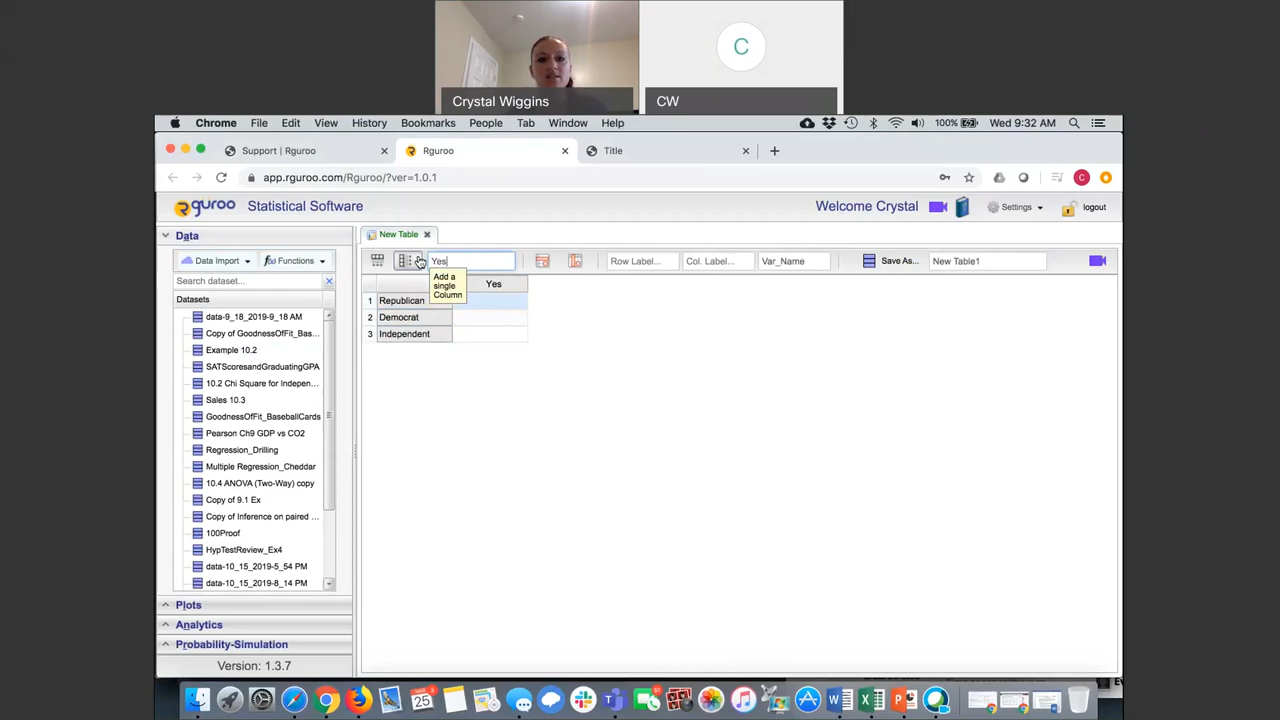 C
Crystal Wiggins
CW
Chrome File Edit View History Bookmarks People Tab Window Help
100% Wed 9:32 AM
Support | Rguroo
Rguroo
Title
app.rguroo.com/Rguroo/?ver=1.0.1
C
Rguroo Statistical Software
Welcome Crystal
Settings
logout
Data
New Table
Data Import
Functions
Yes
Row Label...
Col. Label...
Var_Name
Save As...
New Table1
Search dataset...
Add a
single
Column
Yes
Datasets
1 Republican
2 Democrat
3 Independent
data-9_18_2019-9_18 AM
Copy of GoodnessOfFit_Bas...
Example 10.2
SATScoresandGraduatingGPA
10.2 Chi Square for Indepen...
Sales 10.3
GoodnessOfFit_BaseballCards
Pearson Ch9 GDP vs CO2
Regression_Drilling
Multiple Regression_Cheddar
10.4 ANOVA (Two-Way) copy
Copy of 9.1 Ex
Copy of Inference on paired ...
100Proof
HypTestReview_Ex4
data-10_15_2019-5_54 PM
data-10_15_2019-8_14 PM
Plots
Analytics
Probability-Simulation
Version: 1.3.7
25